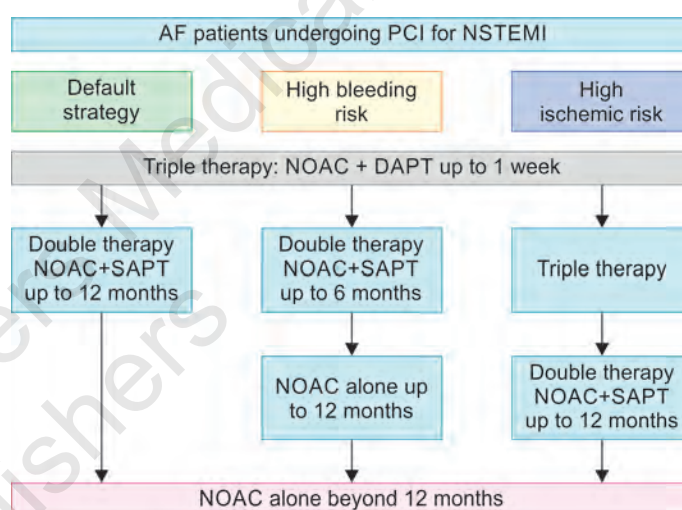 AF patients undergoing PCI for NSTEMI
Default
strategy
High bleeding
risk
High
ischemic risk
Triple therapy: NOAC + DAPT up to 1 week
Double therapy
NOAC+SAPT
up to 12 months
Double therapy
NOAC+SAPT
up to 6 months
Triple therapy
NOAC alone up
to 12 months
Double therapy
NOAC+SAPT
up to 12 months
NOAC alone beyond 12 months